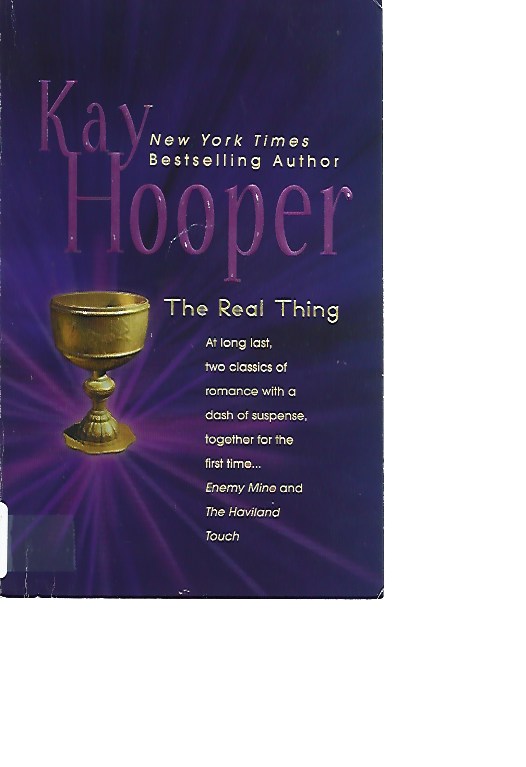 Kay
New York Times
Bestselling Author
Hooper
The Real Thing
At long last,
two classics of
romance with a
dash of suspense,
together for the
first time...
Enemy Mine and
The Haviland
Touch